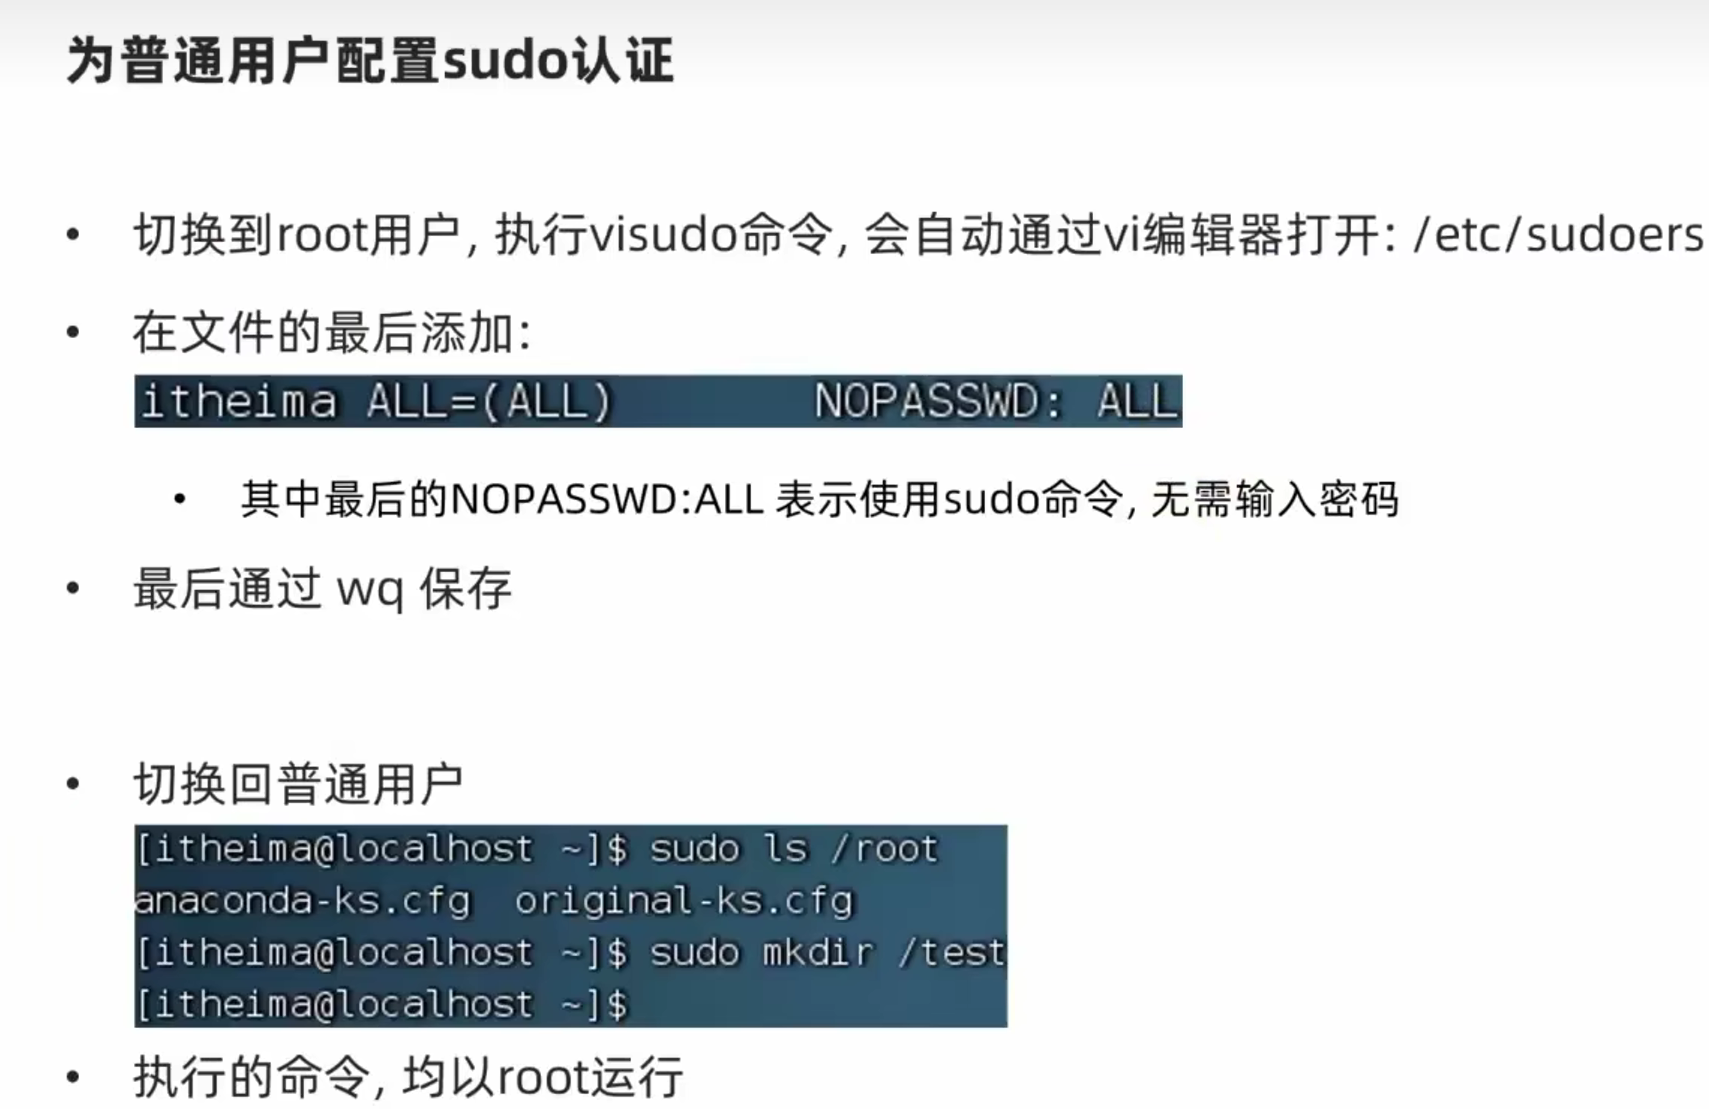 为普通用户配置sudo认证
• 切换到root用户, 执行visudo命令, 会自动通过vi编辑器打开: /etc/sudoers
• 在文件的最后添加:
itheima ALL=(ALL)        NOPASSWD: ALL
• 其中最后的NOPASSWD:ALL 表示使用sudo命令, 无需输入密码
• 最后通过 wq 保存
• 切换回普通用户
[itheima@localhost ~]$ sudo ls /root
anaconda-ks.cfg  original-ks.cfg
[itheima@localhost ~]$ sudo mkdir /test
[itheima@localhost ~]$
• 执行的命令, 均以root运行